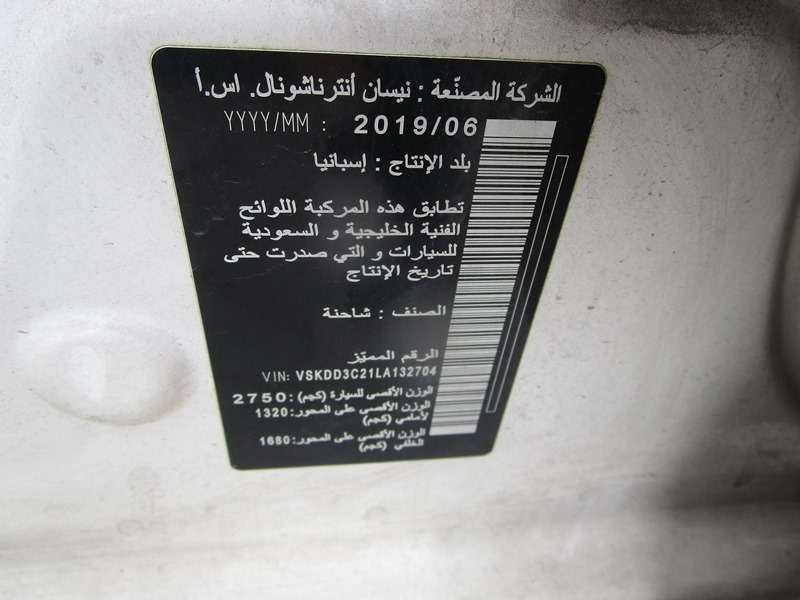 الشركة المصنّعة : نيسان أنترناشونال. اس.أ
YYYY/MM : 2019/06
بلد الإنتاج : إسبانيا
تطابق هذه المركبة اللوائح
الفنية الخليجية و السعودية
للسيارات و التي صدرت حتى
تاريخ الإنتاج
الصنف : شاحنة
الرقم المميّز
VIN: VSKDD3C21LA132704
الوزن الأقصى للسيارة (كجم): 2750
الوزن الأقصى على المحور: 1320
لأمامي (كجم)
الوزن الأقصى على المحور: 1680
الخلفي (كجم)